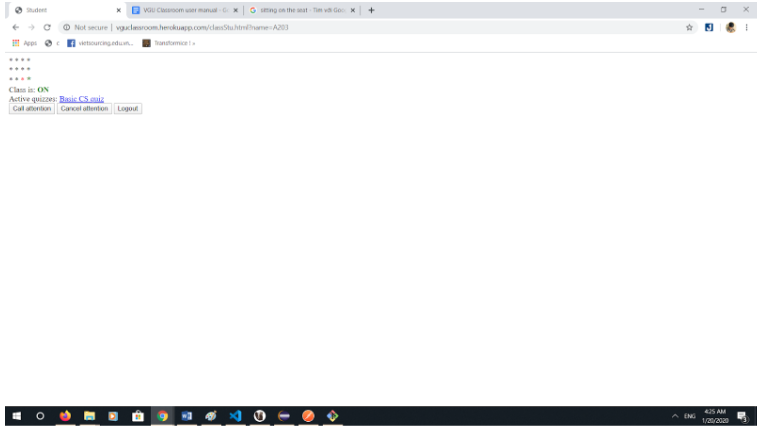 Student
VGU Classroom user manual - G
sitting on the seat - Tìm với Goo
Not secure | vguclassroom.herokuapp.com/classStu.html?name=A203
Apps
vietsourcing.edu.vn...
Transformice ! »
* * * *
* * * *
* * * *
Class is: ON
Active quizzes: Basic CS quiz
Call attention Cancel attention Logout
ENG
4:25 AM
1/20/2020